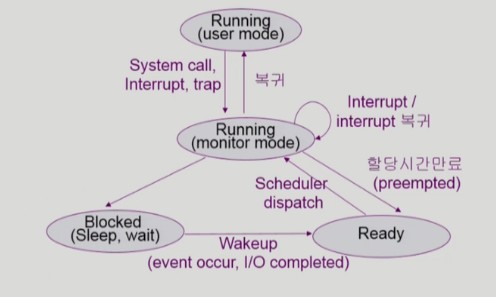 Running
(user mode)
System call,
Interrupt, trap
복귀
Running
(monitor mode)
Interrupt /
interrupt 복귀
할당시간만료
(preempted)
Scheduler
dispatch
Blocked
(Sleep, wait)
Wakeup
(event occur, I/O completed)
Ready